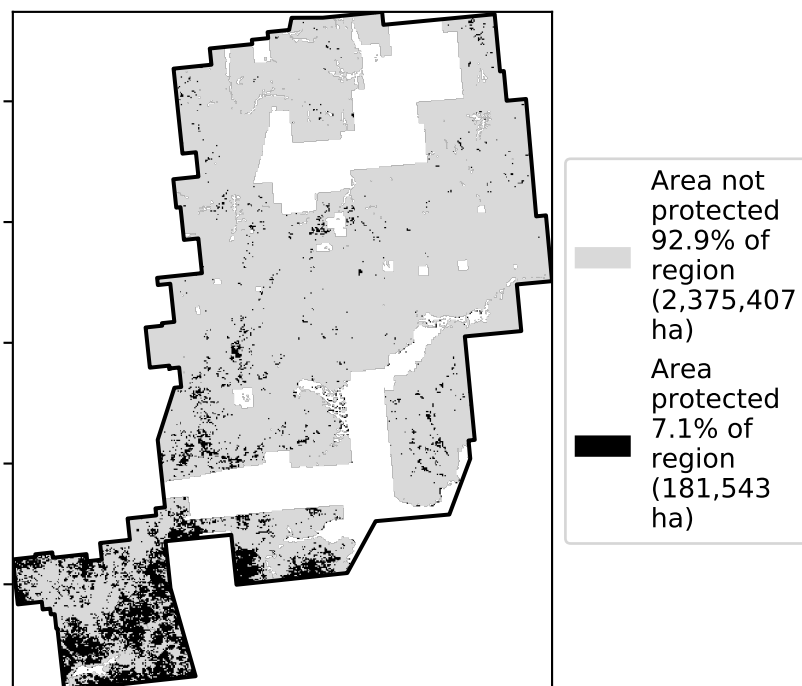 Area not
protected
92.9% of
region
(2,375,407
ha)
Area
protected
7.1% of
region
(181,543
ha)